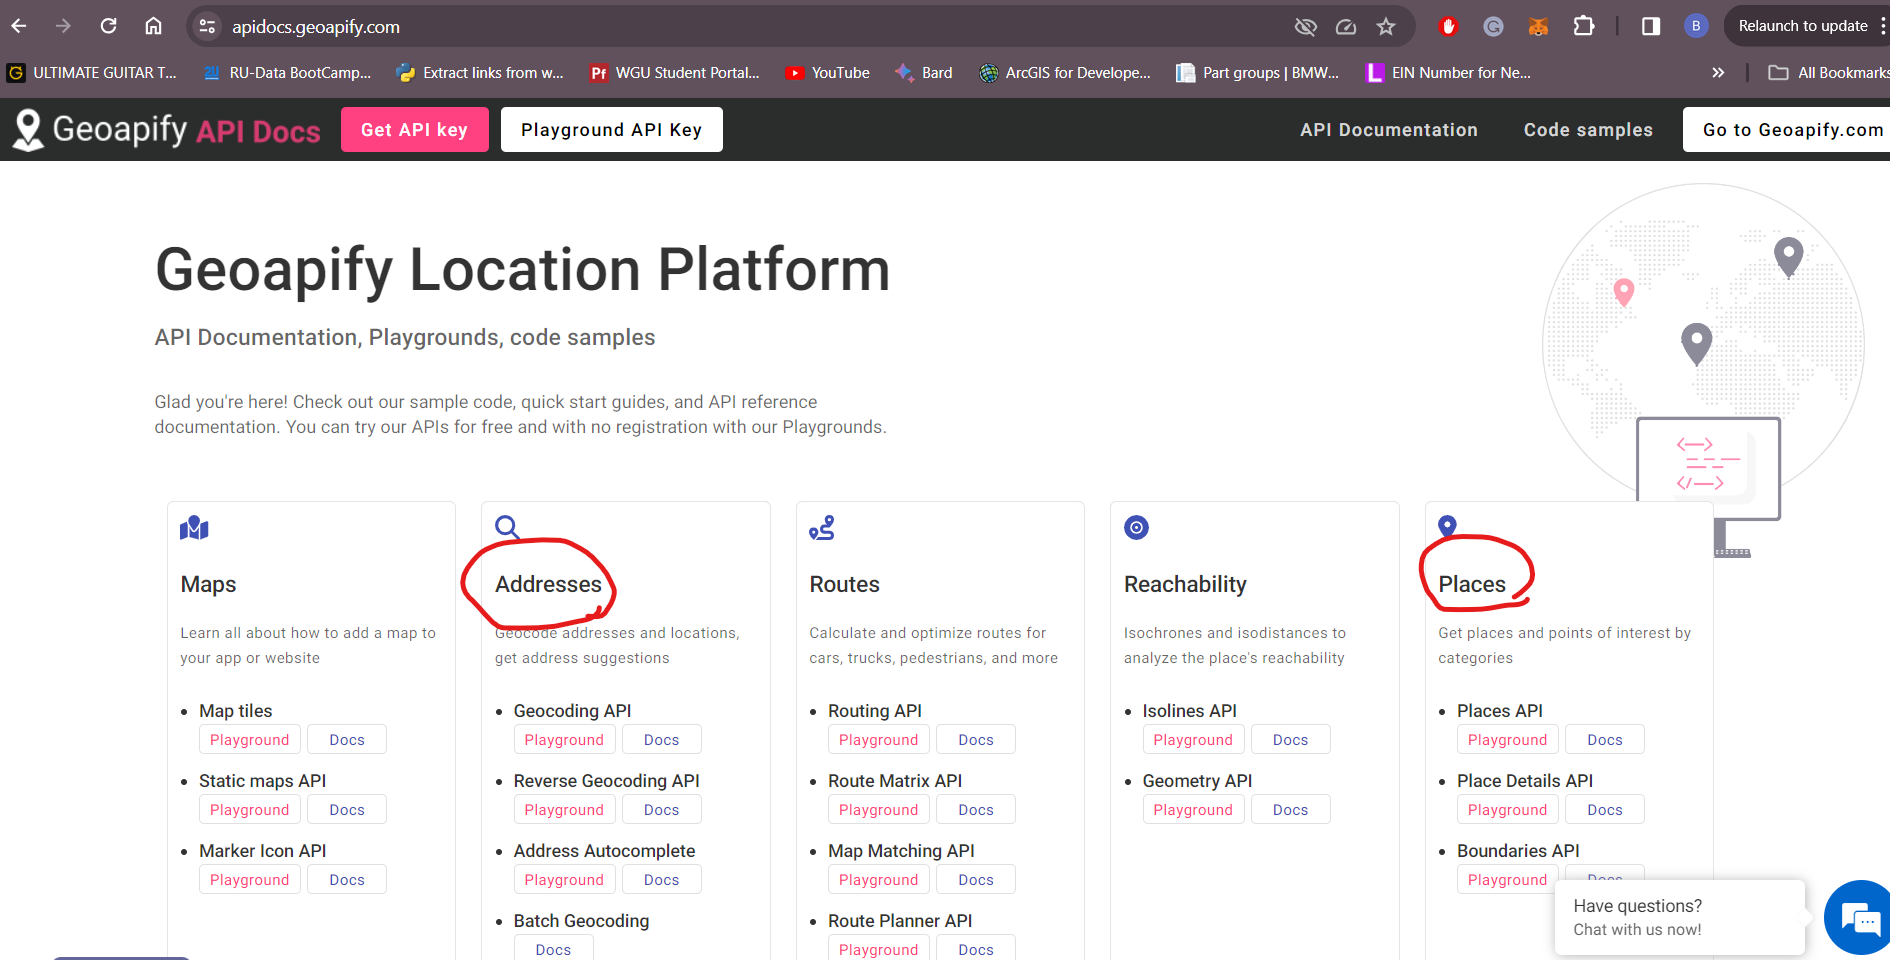 apidocs.geoapify.com
B
Relaunch to update
G ULTIMATE GUITAR T...
2U RU-Data BootCamp...
Extract links from w...
Pf WGU Student Portal...
YouTube
Bard
ArcGIS for Develope...
Part groups | BMW...
L EIN Number for Ne...
»
All Bookmarks
Geoapify API Docs
Get API key
Playground API Key
API Documentation
Code samples
Go to Geoapify.com
Geoapify Location Platform
API Documentation, Playgrounds, code samples
Glad you're here! Check out our sample code, quick start guides, and API reference
documentation. You can try our APIs for free and with no registration with our Playgrounds.
Maps
Learn all about how to add a map to
your app or website
• Map tiles
Playground Docs
• Static maps API
Playground Docs
• Marker Icon API
Playground Docs
Addresses
Geocode addresses and locations,
get address suggestions
• Geocoding API
Playground Docs
• Reverse Geocoding API
Playground Docs
• Address Autocomplete
Playground Docs
• Batch Geocoding
Docs
Routes
Calculate and optimize routes for
cars, trucks, pedestrians, and more
• Routing API
Playground Docs
• Route Matrix API
Playground Docs
• Map Matching API
Playground Docs
• Route Planner API
Playground Docs
Reachability
Isochrones and isodistances to
analyze the place's reachability
• Isolines API
Playground Docs
• Geometry API
Playground Docs
Places
Get places and points of interest by
categories
• Places API
Playground Docs
• Place Details API
Playground Docs
• Boundaries API
Playground Docs
Have questions?
Chat with us now!